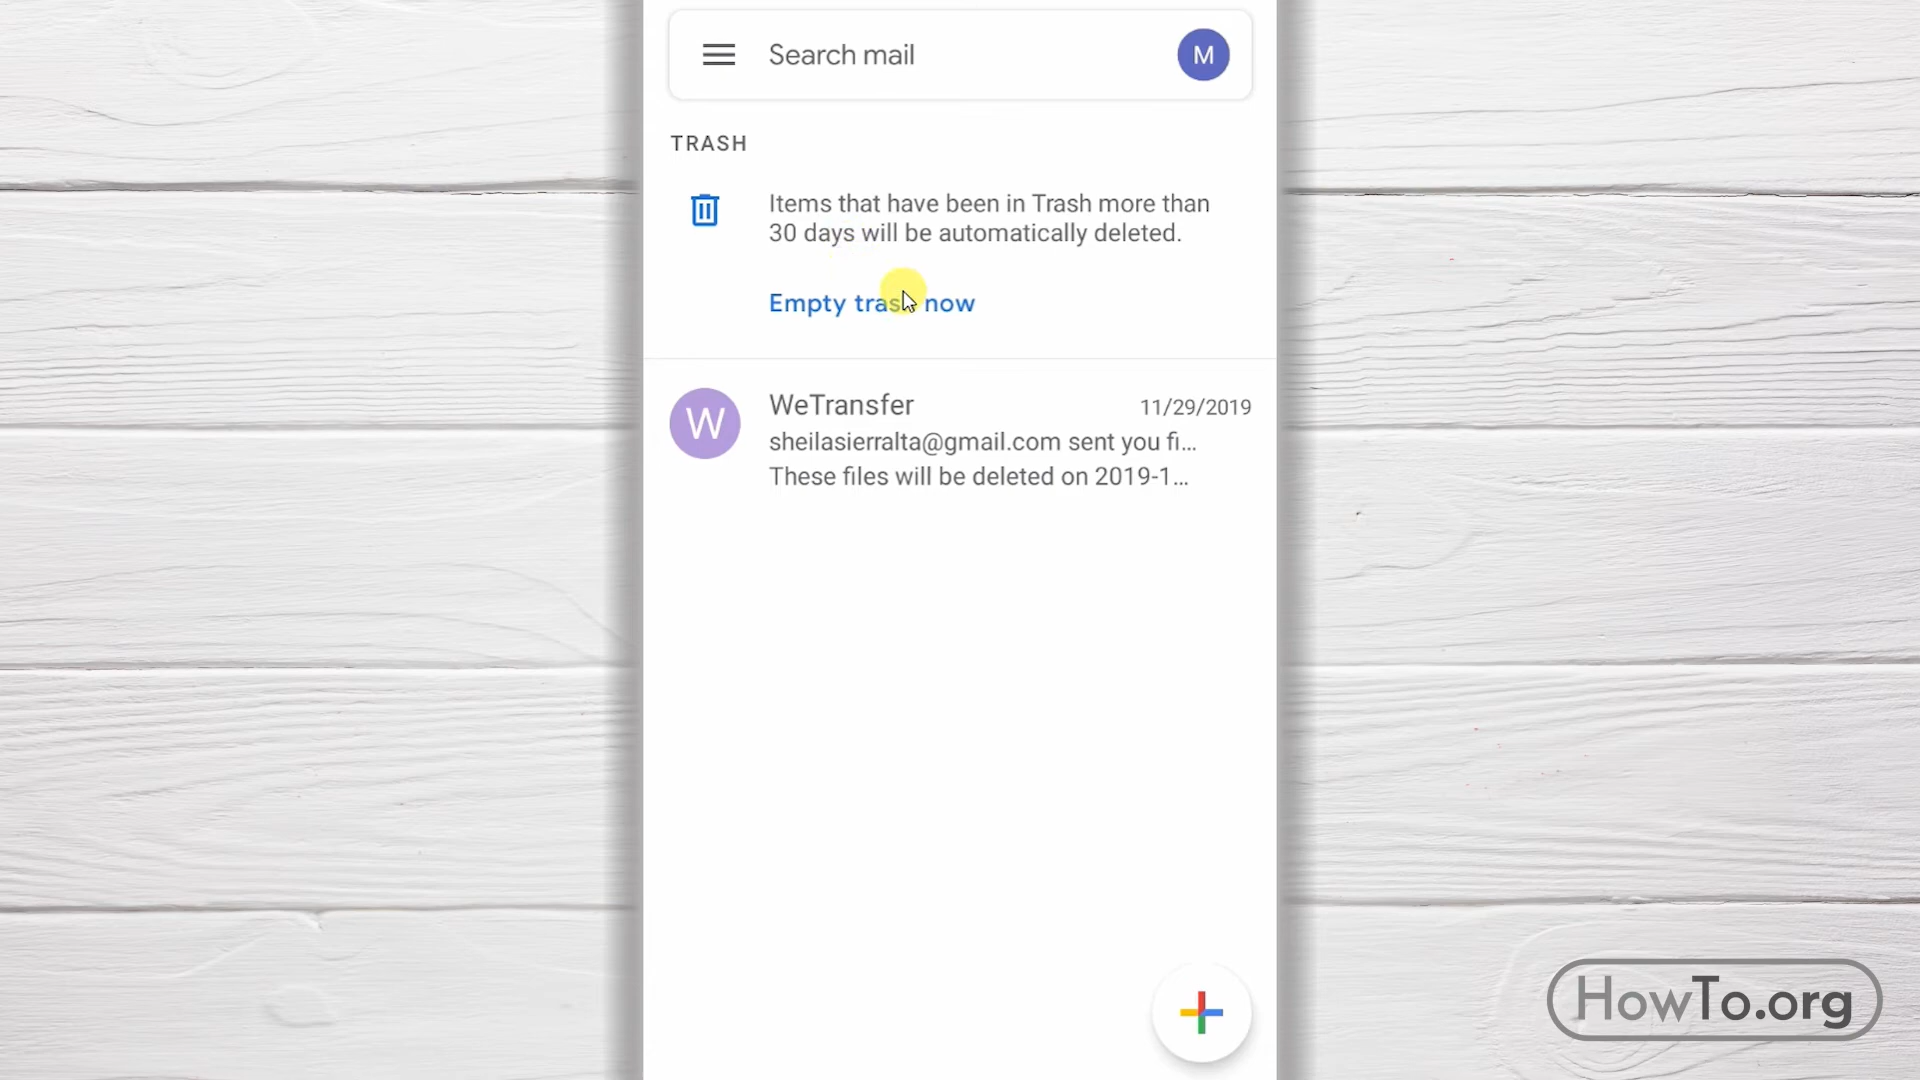 Search mail
M
TRASH
Items that have been in Trash more than
30 days will be automatically deleted.
Empty trash now
W
WeTransfer
11/29/2019
sheilasierralta@gmail.com sent you fi...
These files will be deleted on 2019-1...
HowTo.org